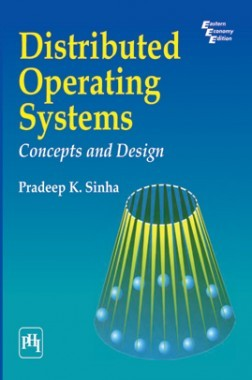 Eastern
Economy
Edition
Distributed
Operating
Systems
Concepts and Design
Pradeep K. Sinha
PHI